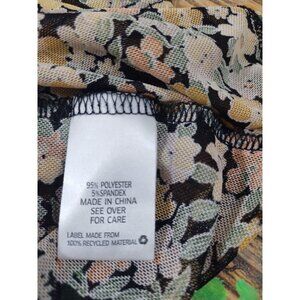 95% POLYESTER
5%SPANDEX
MADE IN CHINA
SEE OVER
FOR CARE
LABEL MADE FROM
100% RECYCLED MATERIAL